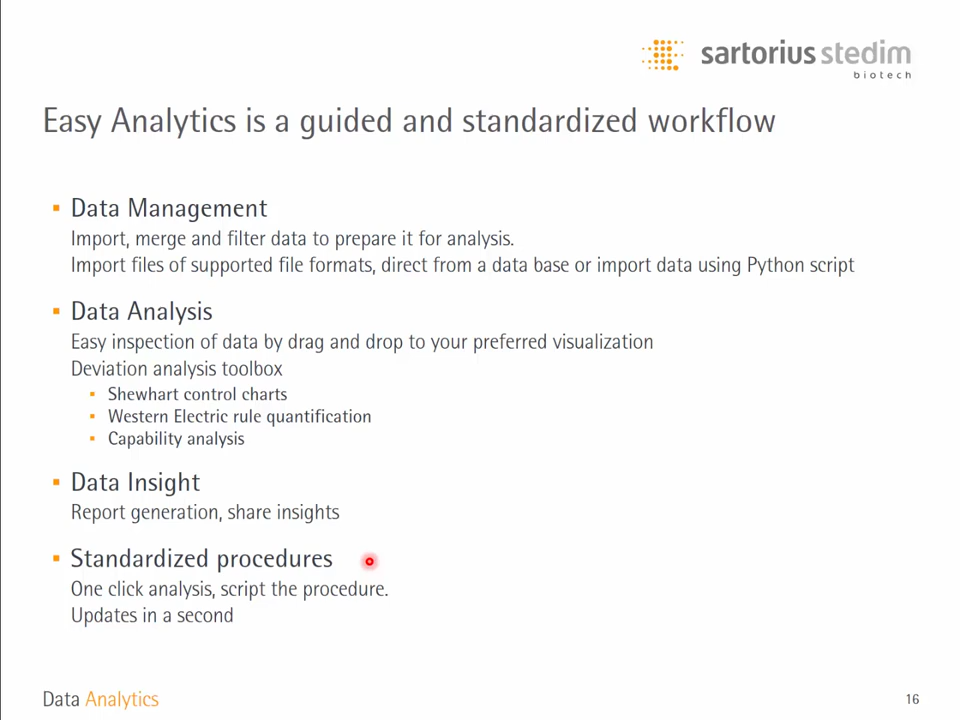 sartorius stedim
biotech
Easy Analytics is a guided and standardized workflow
Data Management
Import, merge and filter data to prepare it for analysis.
Import files of supported file formats, direct from a data base or import data using Python script
Data Analysis
Easy inspection of data by drag and drop to your preferred visualization
Deviation analysis toolbox
Shewhart control charts
Western Electric rule quantification
Capability analysis
Data Insight
Report generation, share insights
Standardized procedures
One click analysis, script the procedure.
Updates in a second
Data Analytics
16